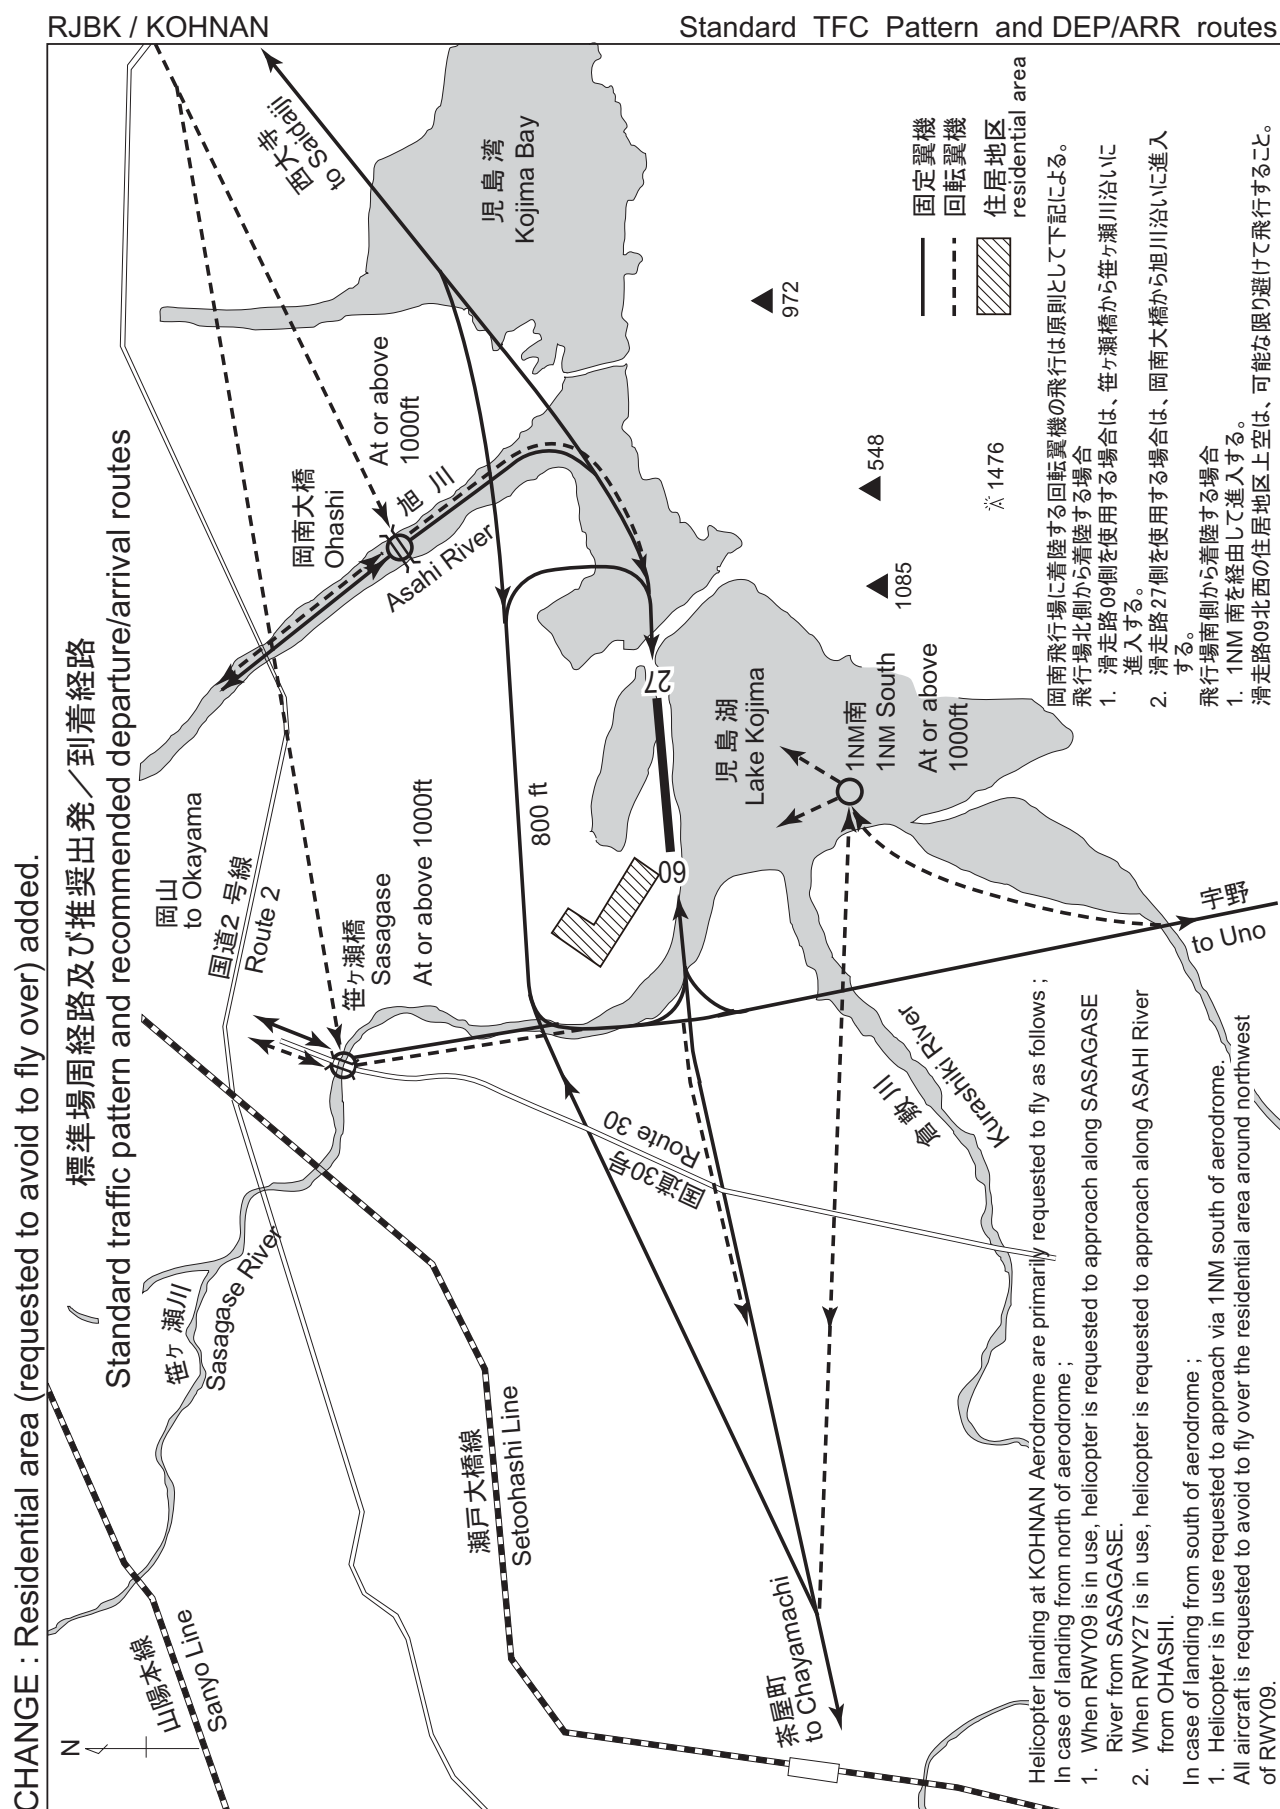 RJBK / KOHNAN
Standard TFC Pattern and DEP/ARR routes
CHANGE : Residential area (requested to avoid to fly over) added.
標準場周経路及び推奨出発／到着経路
Standard traffic pattern and recommended departure/arrival routes
N
山陽本線
Sanyo Line
笹ヶ瀬川
Sasagase River
岡山
to Okayama
国道2号線
Route 2
笹ヶ瀬橋
Sasagase
At or above 1000ft
岡南大橋
Ohashi
At or above
1000ft
旭川
Asahi River
西大寺
to Saidaiji
児島湾
Kojima Bay
瀬戸大橋線
Setoohashi Line
国道30号
Route 30
800 ft
09
27
児島湖
Lake Kojima
1NM南
1NM South
At or above
1000ft
倉敷川
Kurashiki River
宇野
to Uno
茶屋町
to Chayamachi
972
548
1085
1476
固定翼機
回転翼機
住居地区
residential area
岡南飛行場に着陸する回転翼機の飛行は原則として下記による。
飛行場北側から着陸する場合
1. 滑走路09側を使用する場合は、笹ヶ瀬橋から笹ヶ瀬川沿いに
進入する。
2. 滑走路27側を使用する場合は、岡南大橋から旭川沿いに進入
する。
飛行場南側から着陸する場合
1. 1NM 南を経由して進入する。
滑走路09北西の住居地区上空は、可能な限り避けて飛行すること。
Helicopter landing at KOHNAN Aerodrome are primarily requested to fly as follows ;
In case of landing from north of aerodrome ;
1. When RWY09 is in use, helicopter is requested to approach along SASAGASE
River from SASAGASE.
2. When RWY27 is in use, helicopter is requested to approach along ASAHI River
from OHASHI.
In case of landing from south of aerodrome ;
1. Helicopter is in use requested to approach via 1NM south of aerodrome.
All aircraft is requested to avoid to fly over the residential area around northwest
of RWY09.